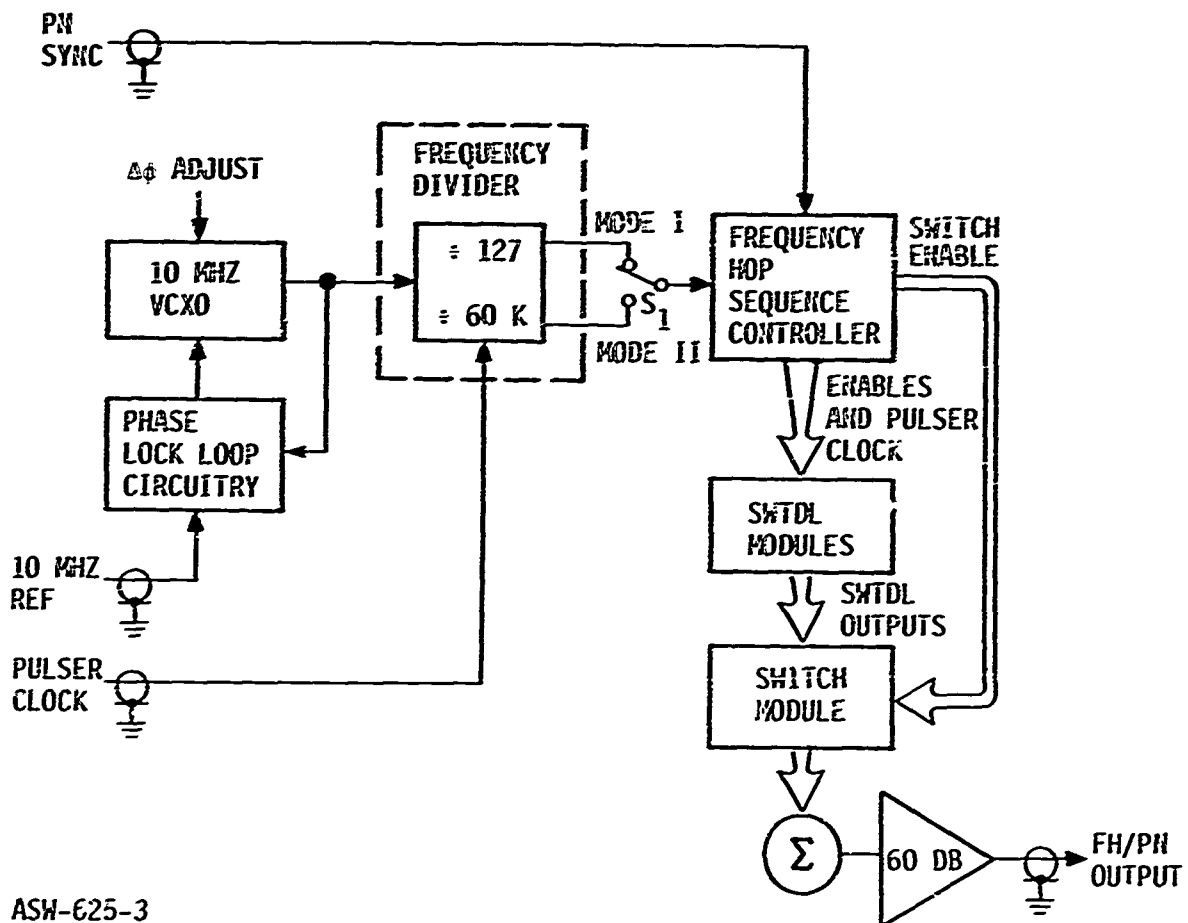 PN
SYNC
Δϕ ADJUST
10 MHZ
VCXO
PHASE
LOCK LOOP
CIRCUITRY
10 MHZ
REF
PULSER
CLOCK
FREQUENCY
DIVIDER
÷ 127
÷ 60 K
MODE I
S1
MODE II
FREQUENCY
HOP
SEQUENCE
CONTROLLER
SWITCH
ENABLE
ENABLES
AND PULSER
CLOCK
SWTDL
MODULES
SWTDL
OUTPUTS
SWITCH
MODULE
Σ
60 DB
FH/PN
OUTPUT
ASW-625-3